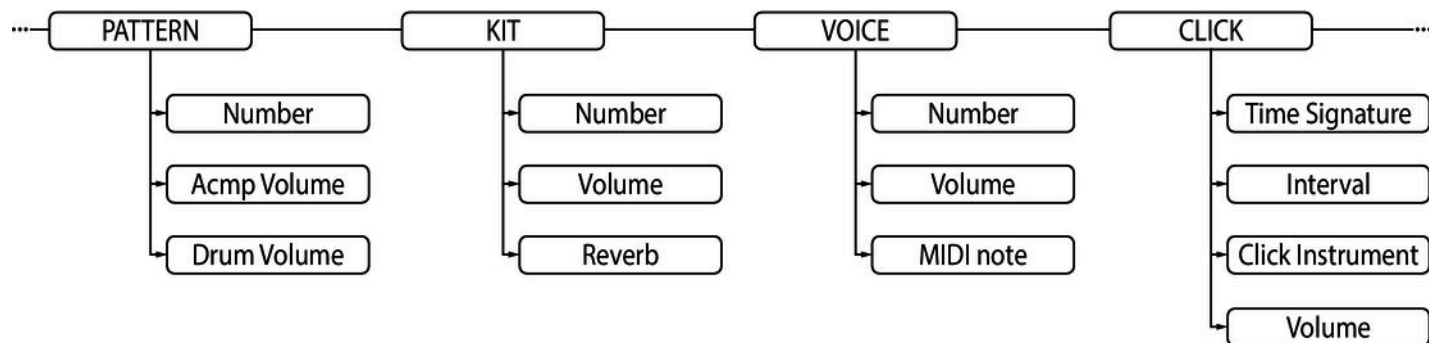 PATTERN
KIT
VOICE
CLICK
Number
Number
Number
Time Signature
Acmp Volume
Volume
Volume
Interval
Drum Volume
Reverb
MIDI note
Click Instrument
Volume